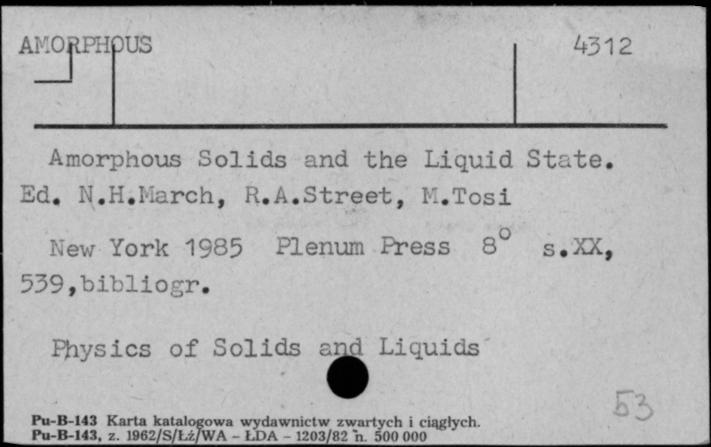 AMORPHOUS 4312
Amorphous Solids and the Liquid State.
Ed. N.H.March, R.A.Street, M.Tosi
New York 1985 Plenum Press 8° s.XX,
539,bibliogr.
Physics of Solids and Liquids
53
Pu-B-143 Karta katalogowa wydawnictw zwartych i ciągłych.
Pu-B-143, z. 1962/S/Łź/WA – ŁDA – 1203/82 n. 500 000